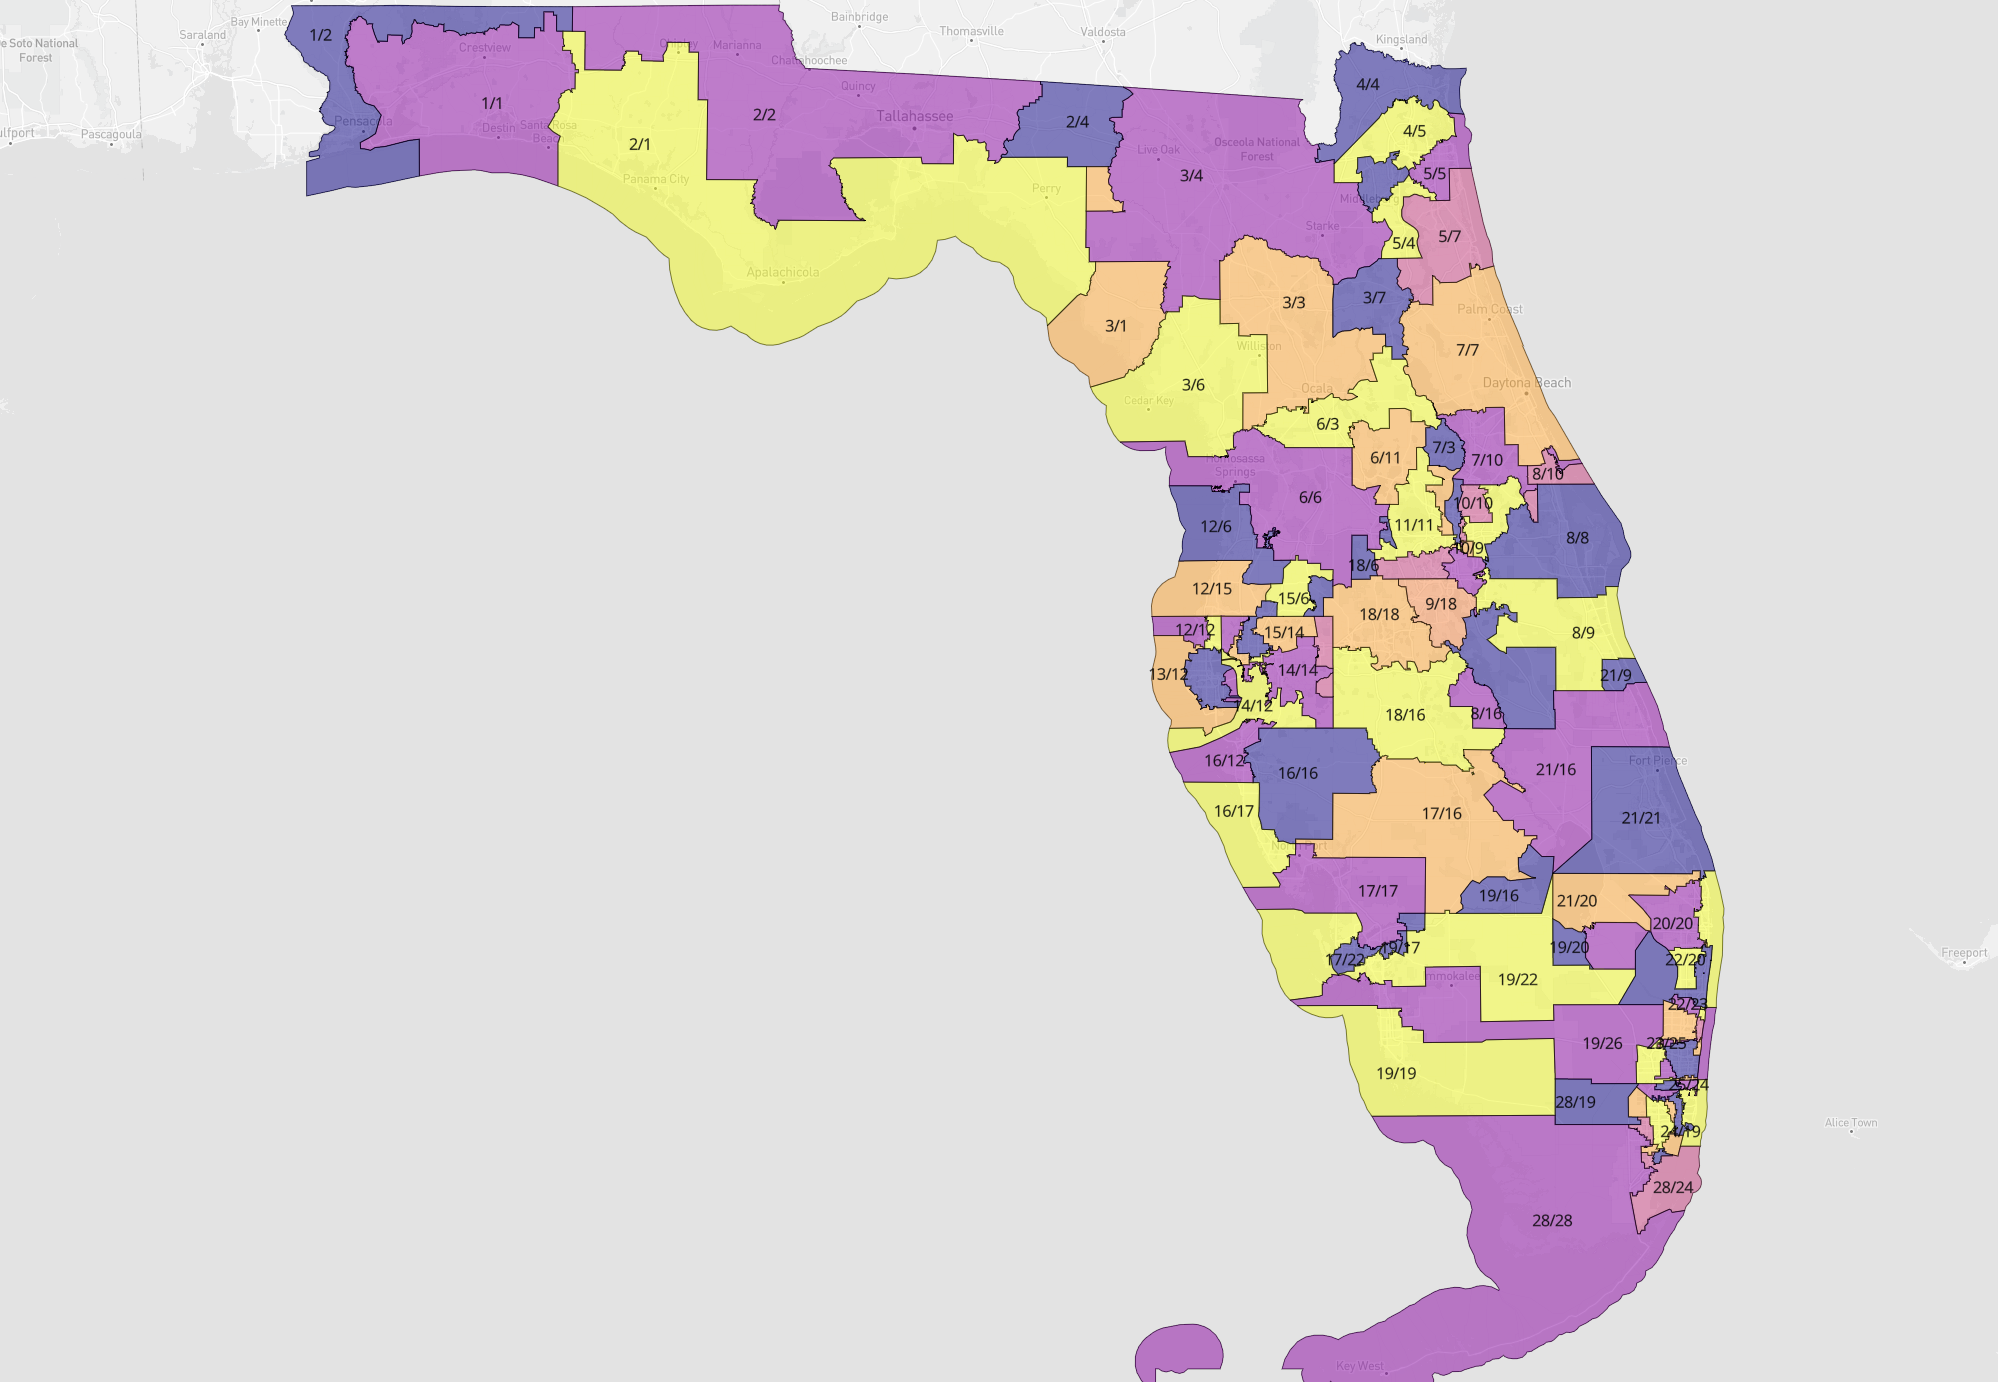 Bay Minette
Saraland
e Soto National
Forest
ulfport
Pascagoula
Bainbridge
Thomasville
Valdosta
Kingsland
Chattahoochee
1/2
Crestview
Chipley
Marianna
Quincy
Tallahassee
1/1
Pensacola
Destin
Santa Rosa
Beach
2/1
2/2
2/4
Panama City
Apalachicola
Perry
Live Oak
Osceola National
Forest
3/4
Starke
4/4
4/5
5/5
Middleburg
5/4
5/7
3/1
3/3
3/7
Palm Coast
Williston
7/7
3/6
Cedar Key
Ocala
Daytona Beach
6/3
6/11
7/3
7/10
8/10
Homosassa
Springs
6/6
10/10
12/6
11/11
8/8
10/9
18/6
12/15
15/6
9/18
18/18
12/12
15/14
8/9
13/12
14/14
21/9
14/12
18/16
8/16
16/12
16/16
21/16
Fort Pierce
16/17
17/16
21/21
North Port
17/17
19/16
21/20
20/20
17/22
19/17
19/20
22/20
Immokalee
19/22
22/23
19/26
19/19
28/19
25/24
24/19
28/24
28/28
Key West
Freeport
Alice Town